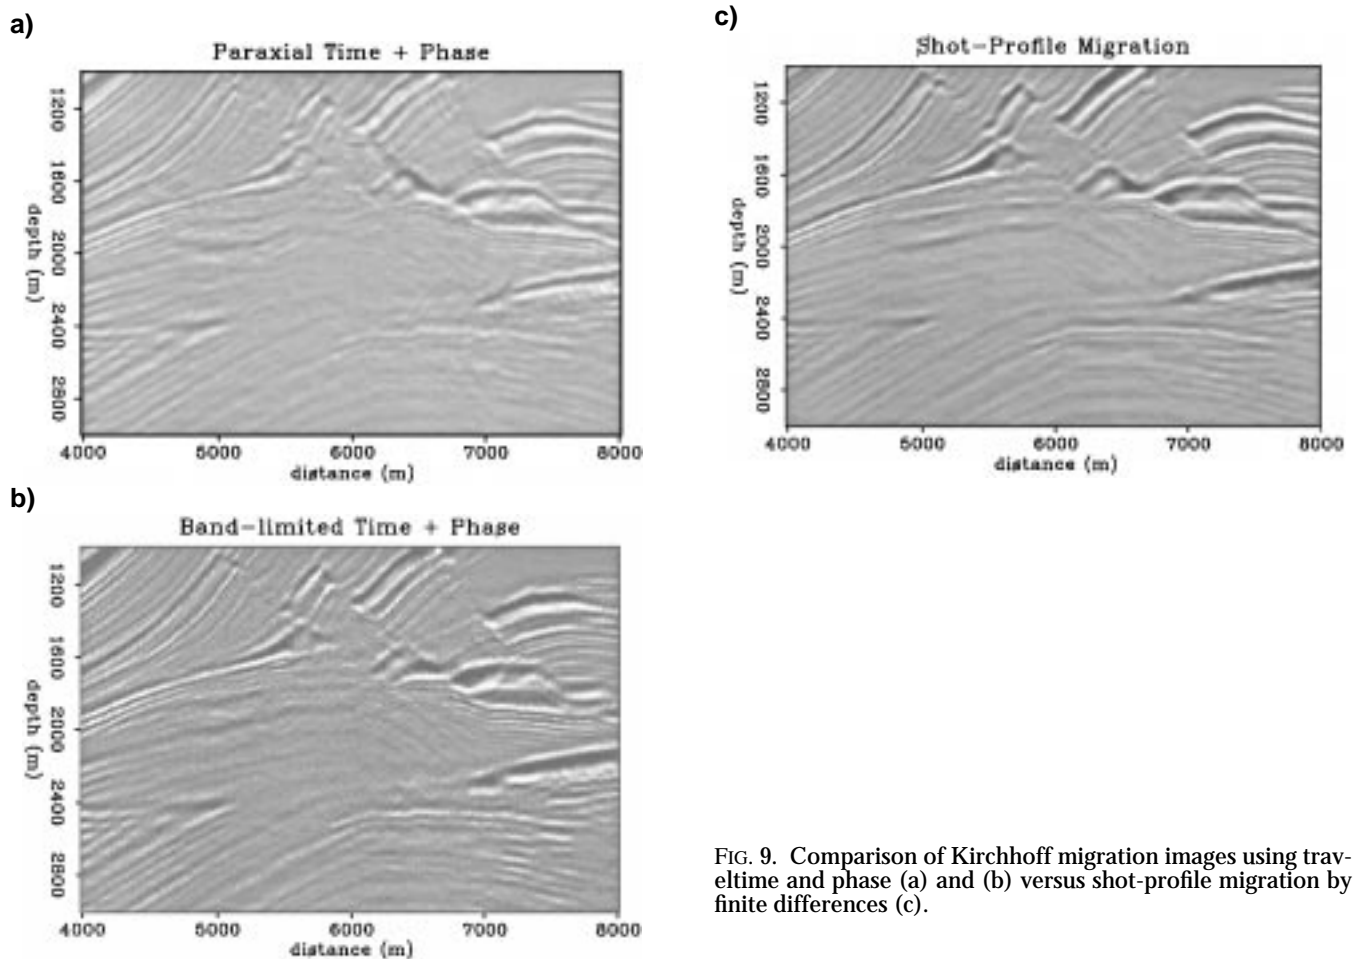 a)
Paraxial Time + Phase
1200
1600
2000
2400
2800
depth (m)
4000 5000 6000 7000 8000
distance (m)
b)
Band-limited Time + Phase
1200
1600
2000
2400
2800
depth (m)
4000 5000 6000 7000 8000
distance (m)
c)
Shot-Profile Migration
1200
1600
2000
2400
2800
depth (m)
4000 5000 6000 7000 8000
distance (m)
FIG. 9. Comparison of Kirchhoff migration images using trav-
eltime and phase (a) and (b) versus shot-profile migration by
finite differences (c).